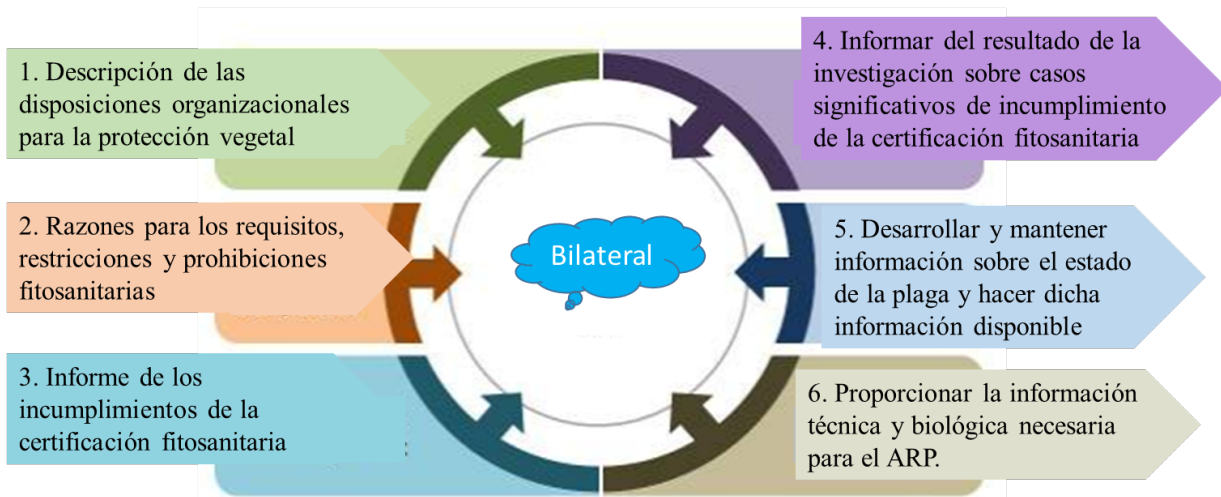 1. Descripción de las
disposiciones organizacionales
para la protección vegetal
2. Razones para los requisitos,
restricciones y prohibiciones
fitosanitarias
3. Informe de los
incumplimientos de la
certificación fitosanitaria
Bilateral
4. Informar del resultado de la
investigación sobre casos
significativos de incumplimiento
de la certificación fitosanitaria
5. Desarrollar y mantener
información sobre el estado
de la plaga y hacer dicha
información disponible
6. Proporcionar la información
técnica y biológica necesaria
para el ARP.